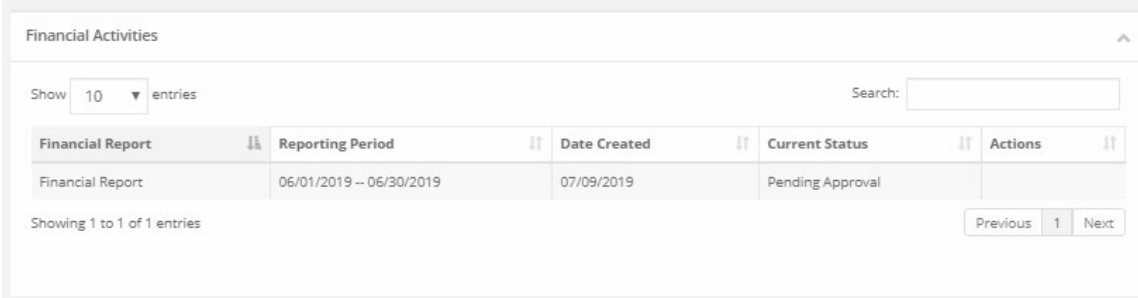 Financial Activities
Show 10 entries Search:
Financial Report Reporting Period Date Created Current Status Actions
Financial Report 06/01/2019 -- 06/30/2019 07/09/2019 Pending Approval
Showing 1 to 1 of 1 entries Previous 1 Next